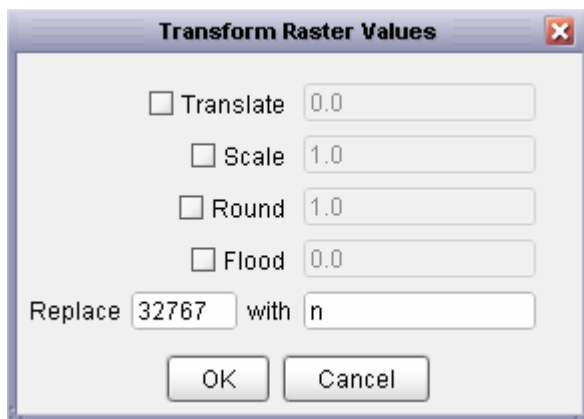 Transform Raster Values
Translate 0.0
Scale 1.0
Round 1.0
Flood 0.0
Replace 32767 with n
OK Cancel